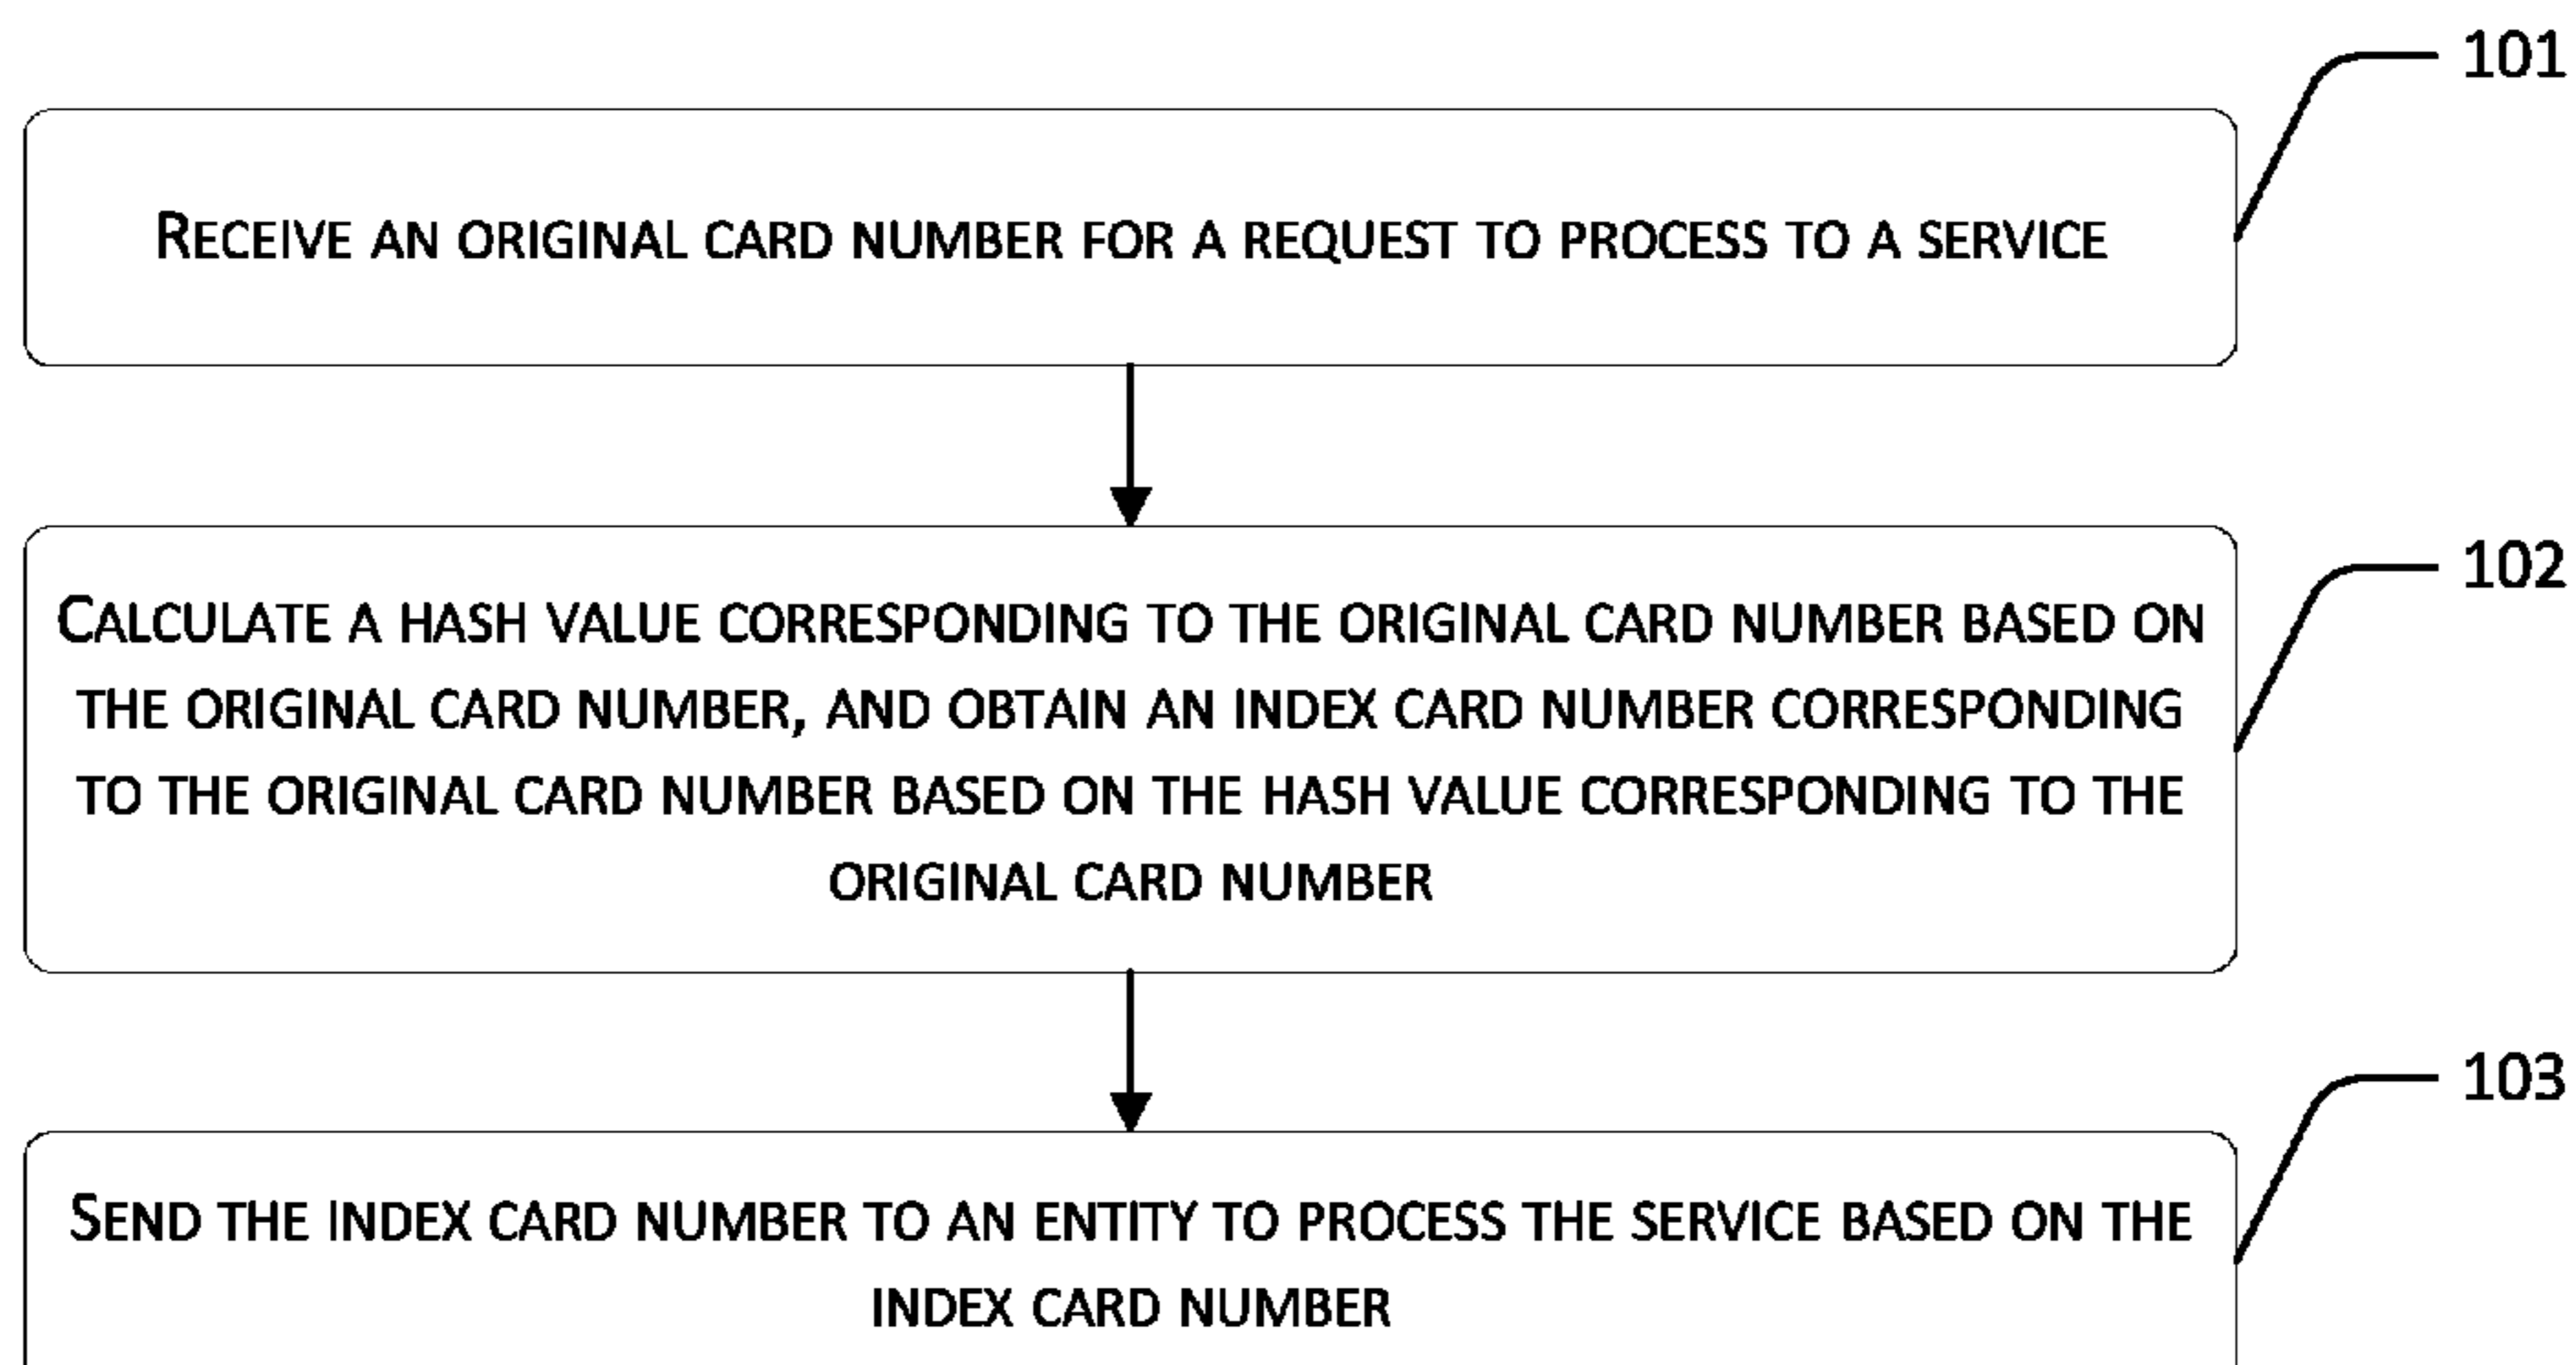 101
RECEIVE AN ORIGINAL CARD NUMBER FOR A REQUEST TO PROCESS TO A SERVICE
102
CALCULATE A HASH VALUE CORRESPONDING TO THE ORIGINAL CARD NUMBER BASED ON
THE ORIGINAL CARD NUMBER, AND OBTAIN AN INDEX CARD NUMBER CORRESPONDING
TO THE ORIGINAL CARD NUMBER BASED ON THE HASH VALUE CORRESPONDING TO THE
ORIGINAL CARD NUMBER
103
SEND THE INDEX CARD NUMBER TO AN ENTITY TO PROCESS THE SERVICE BASED ON THE
INDEX CARD NUMBER